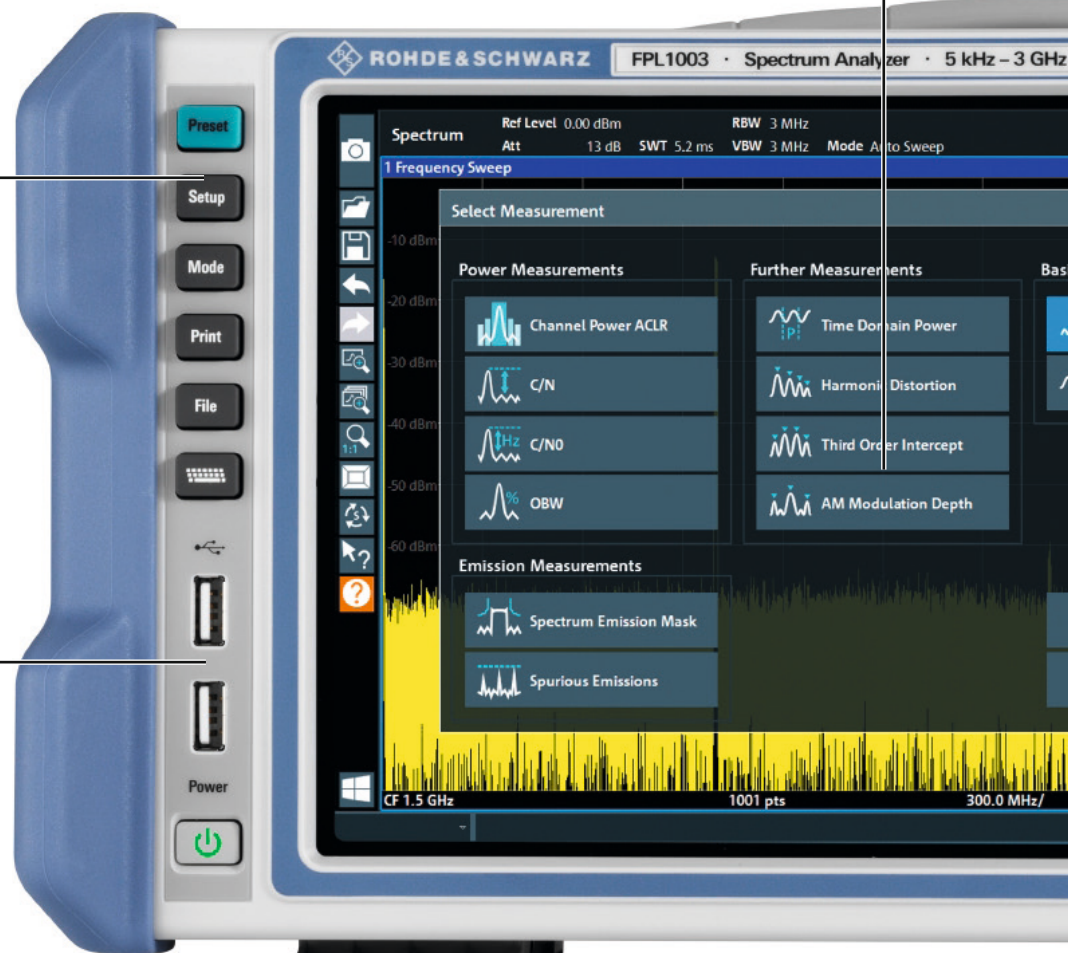 ROHDE&SCHWARZ
FPL1003 · Spectrum Analyzer · 5 kHz – 3 GHz
Preset
Setup
Mode
Print
File
Power
Spectrum
Ref Level 0.00 dBm RBW 3 MHz
Att 13 dB SWT 5.2 ms VBW 3 MHz Mode Auto Sweep
1 Frequency Sweep
Select Measurement
-10 dBm
-20 dBm
-30 dBm
-40 dBm
-50 dBm
-60 dBm
1:1
Power Measurements
Channel Power ACLR
C/N
Hz
C/N0
%
OBW
Further Measurements
P
Time Domain Power
Harmonic Distortion
Third Order Intercept
AM Modulation Depth
Bas
Emission Measurements
Spectrum Emission Mask
Spurious Emissions
S
?
?
CF 1.5 GHz 1001 pts 300.0 MHz/